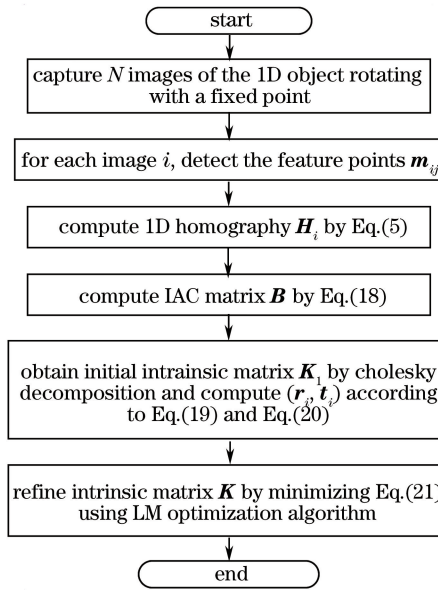 start
capture N images of the 1D object rotating
with a fixed point
for each image i, detect the feature points m_ij
compute 1D homography H_i by Eq.(5)
compute IAC matrix B by Eq.(18)
obtain initial intrainsic matrix K_1 by cholesky
decomposition and compute (r_i, t_i) according
to Eq.(19) and Eq.(20)
refine intrinsic matrix K by minimizing Eq.(21)
using LM optimization algorithm
end